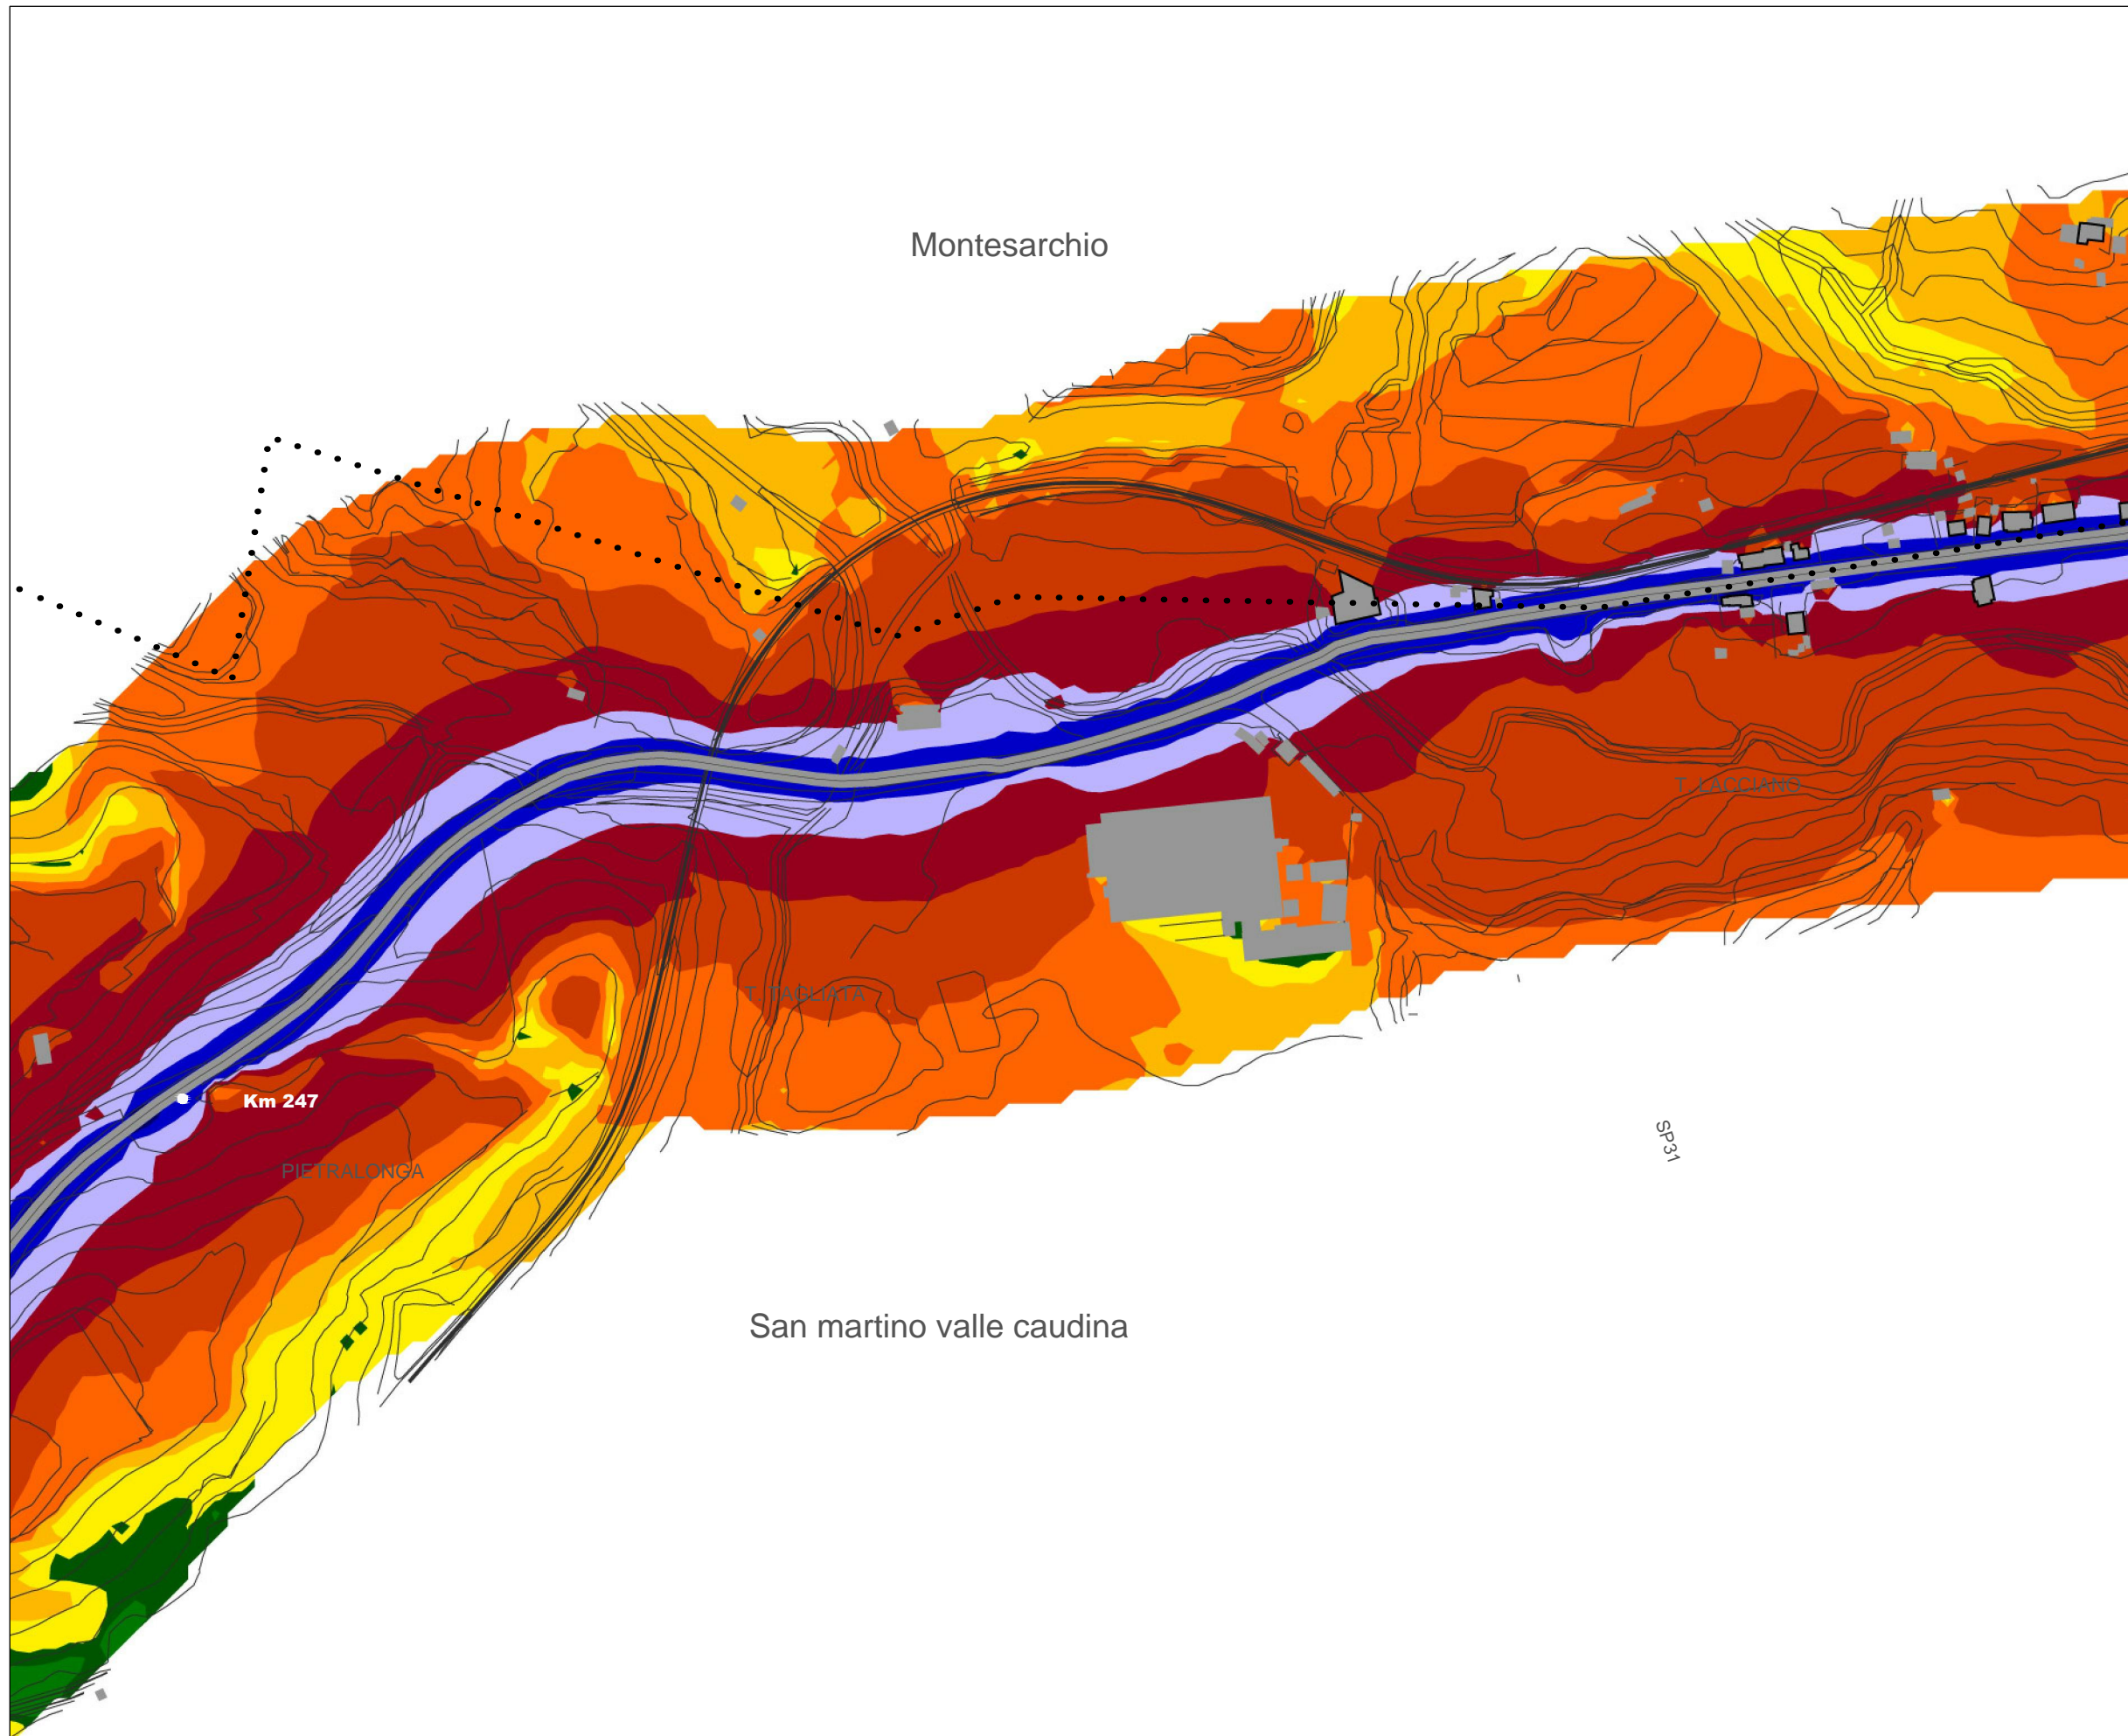 Montesarchio
T. LACCIANO
T. TAGLIATA
Km 247
SP31
PIETRALONGA
San martino valle caudina